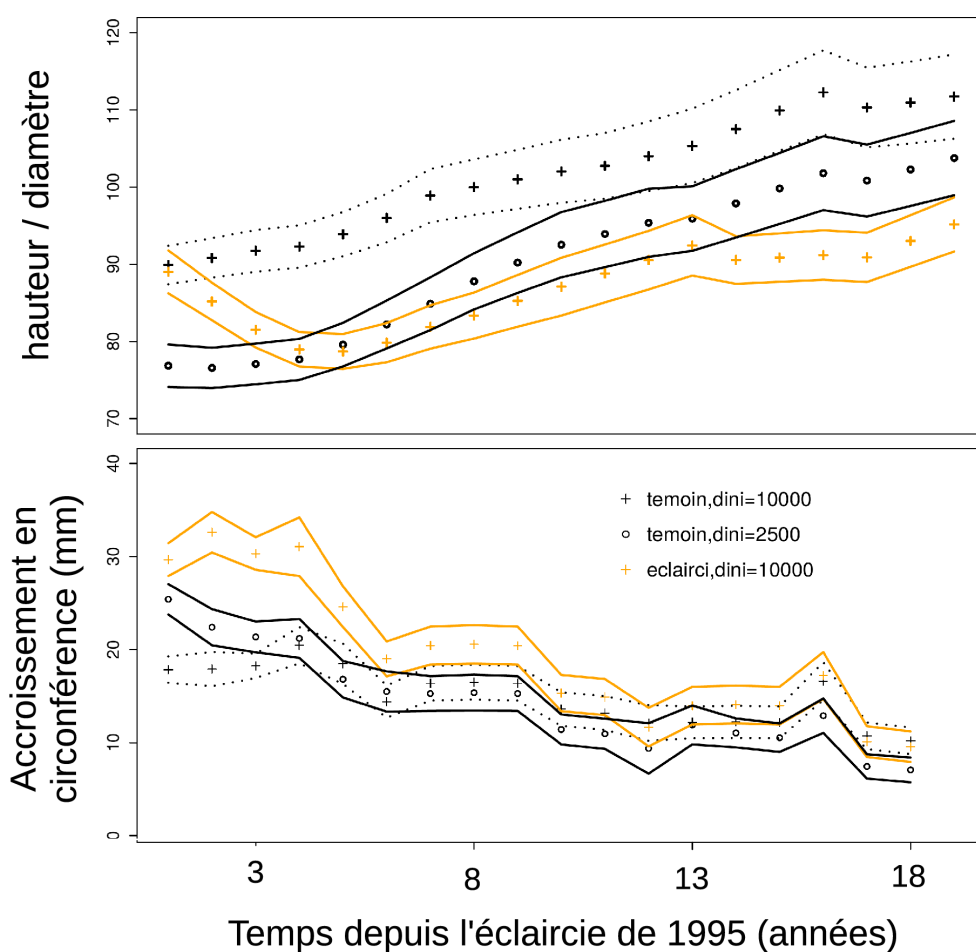 hauteur / diamètre
120
110
100
90
80
70
Accroissement en
circonférence (mm)
40
30
20
10
0
temoin,dini=10000
temoin,dini=2500
eclairci,dini=10000
3 8 13 18
Temps depuis l'éclaircie de 1995 (années)